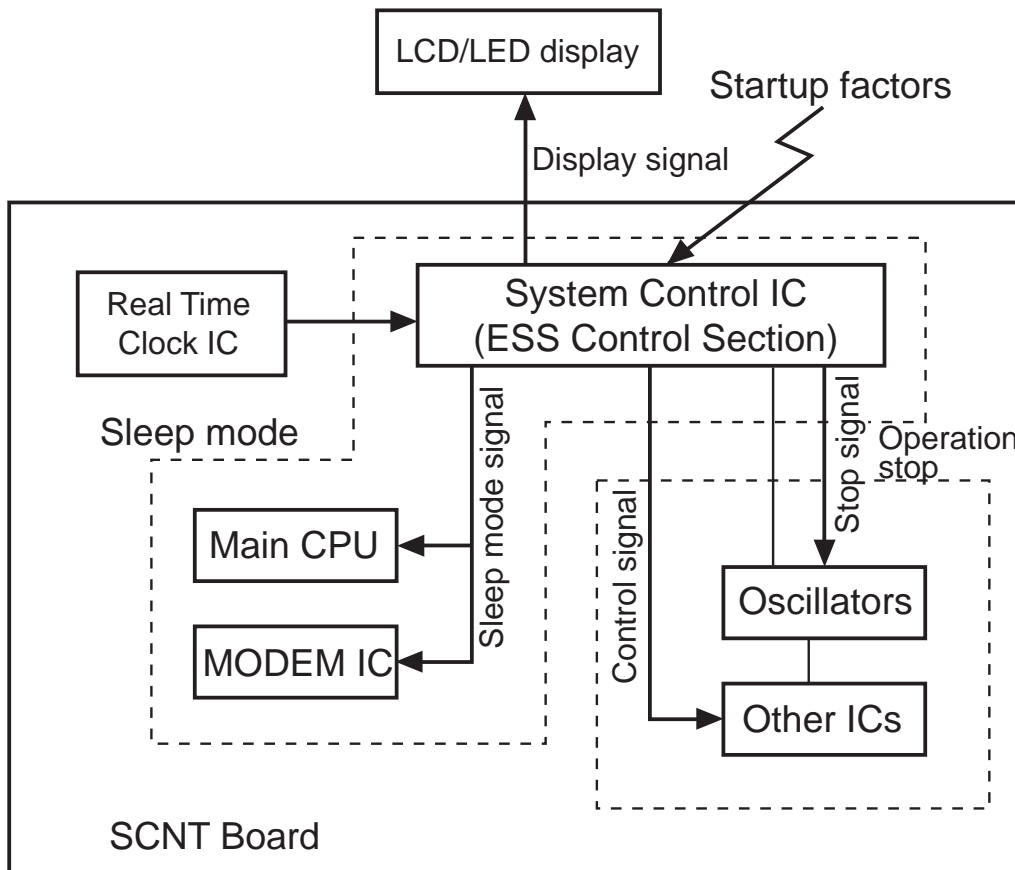 LCD/LED display
Startup factors
Display signal
System Control IC
(ESS Control Section)
Real Time
Clock IC
Sleep mode
Sleep mode signal
Control signal
Stop signal
Operation
stop
Main CPU
MODEM IC
Oscillators
Other ICs
SCNT Board